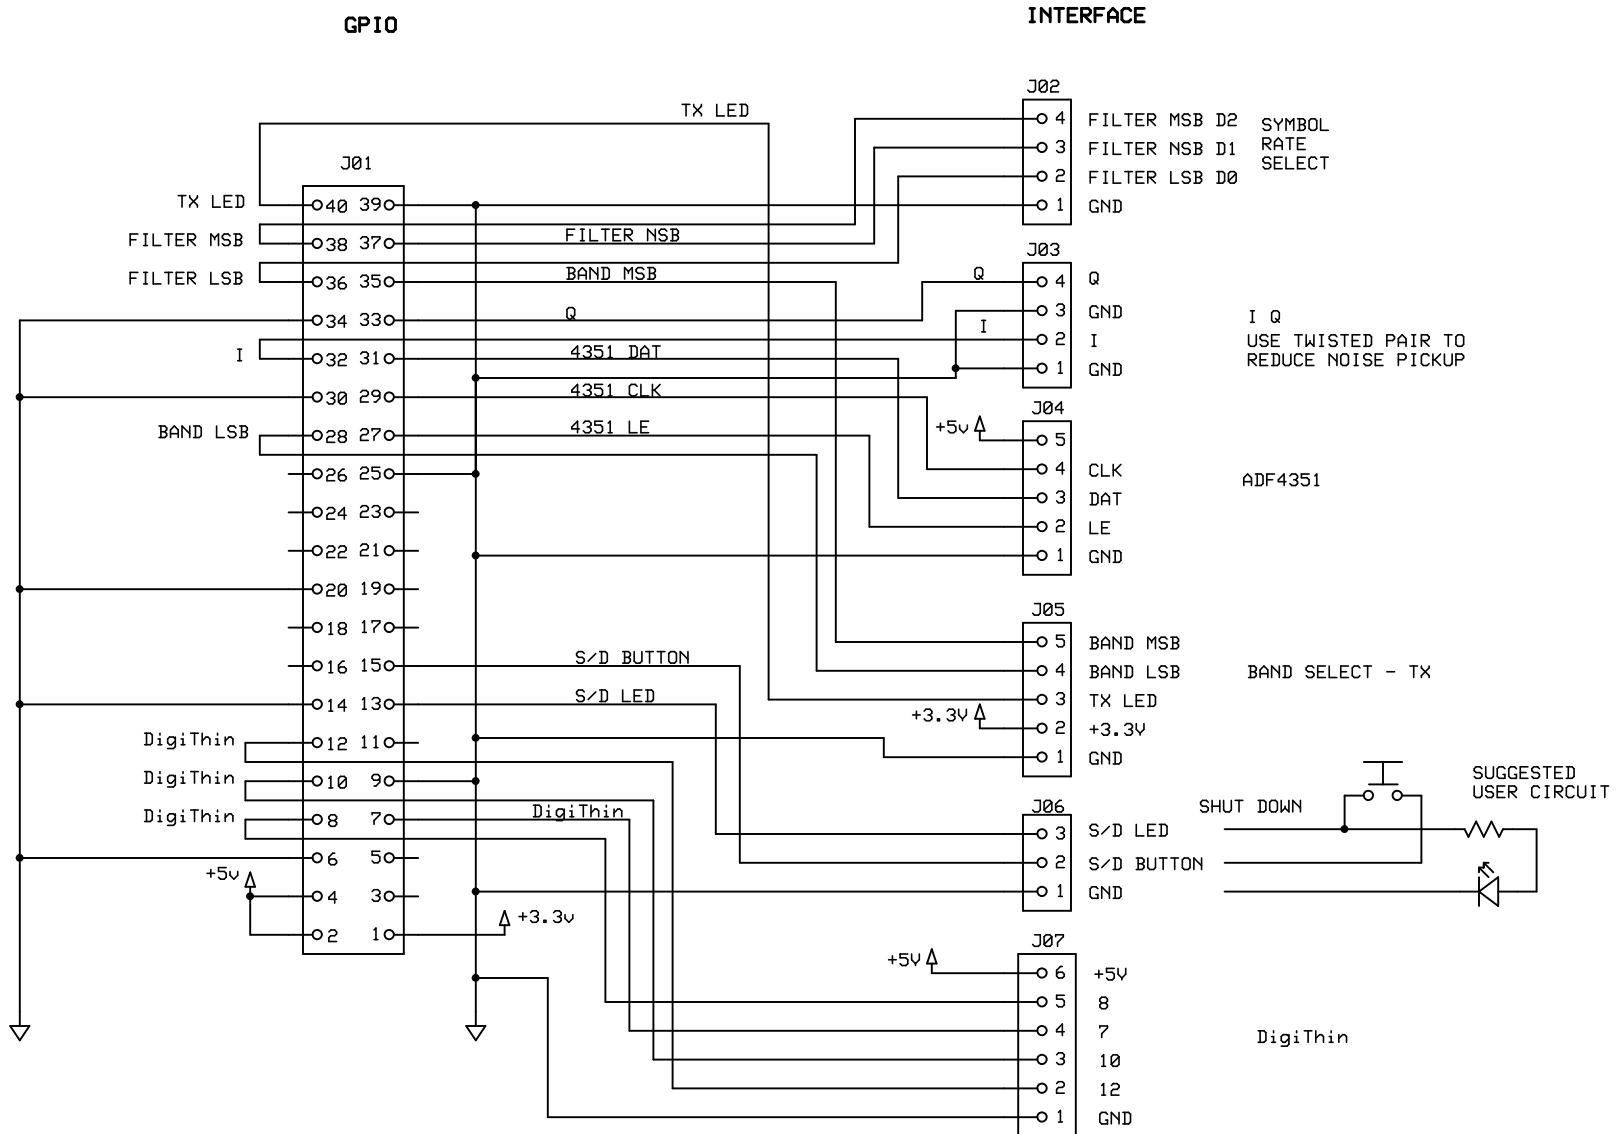 GPIO
INTERFACE
TX LED
J01
TX LED
FILTER MSB
FILTER LSB
I
BAND LSB
DigiThin
DigiThin
DigiThin
+5v
40 39
38 37
36 35
34 33
32 31
30 29
28 27
26 25
24 23
22 21
20 19
18 17
16 15
14 13
12 11
10 9
8 7
6 5
4 3
2 1
+3.3v
FILTER NSB
BAND MSB
Q
4351 DAT
4351 CLK
4351 LE
S/D BUTTON
S/D LED
DigiThin
J02
4 FILTER MSB D2
3 FILTER NSB D1
2 FILTER LSB D0
1 GND
SYMBOL
RATE
SELECT
J03
Q
I
4 Q
3 GND
2 I
1 GND
I Q
USE TWISTED PAIR TO
REDUCE NOISE PICKUP
J04
+5v
5
4 CLK
3 DAT
2 LE
1 GND
ADF4351
J05
5 BAND MSB
4 BAND LSB
3 TX LED
+3.3V
2 +3.3V
1 GND
BAND SELECT - TX
J06
3 S/D LED
2 S/D BUTTON
1 GND
SHUT DOWN
SUGGESTED
USER CIRCUIT
J07
+5V
6 +5V
5 8
4 7
3 10
2 12
1 GND
DigiThin